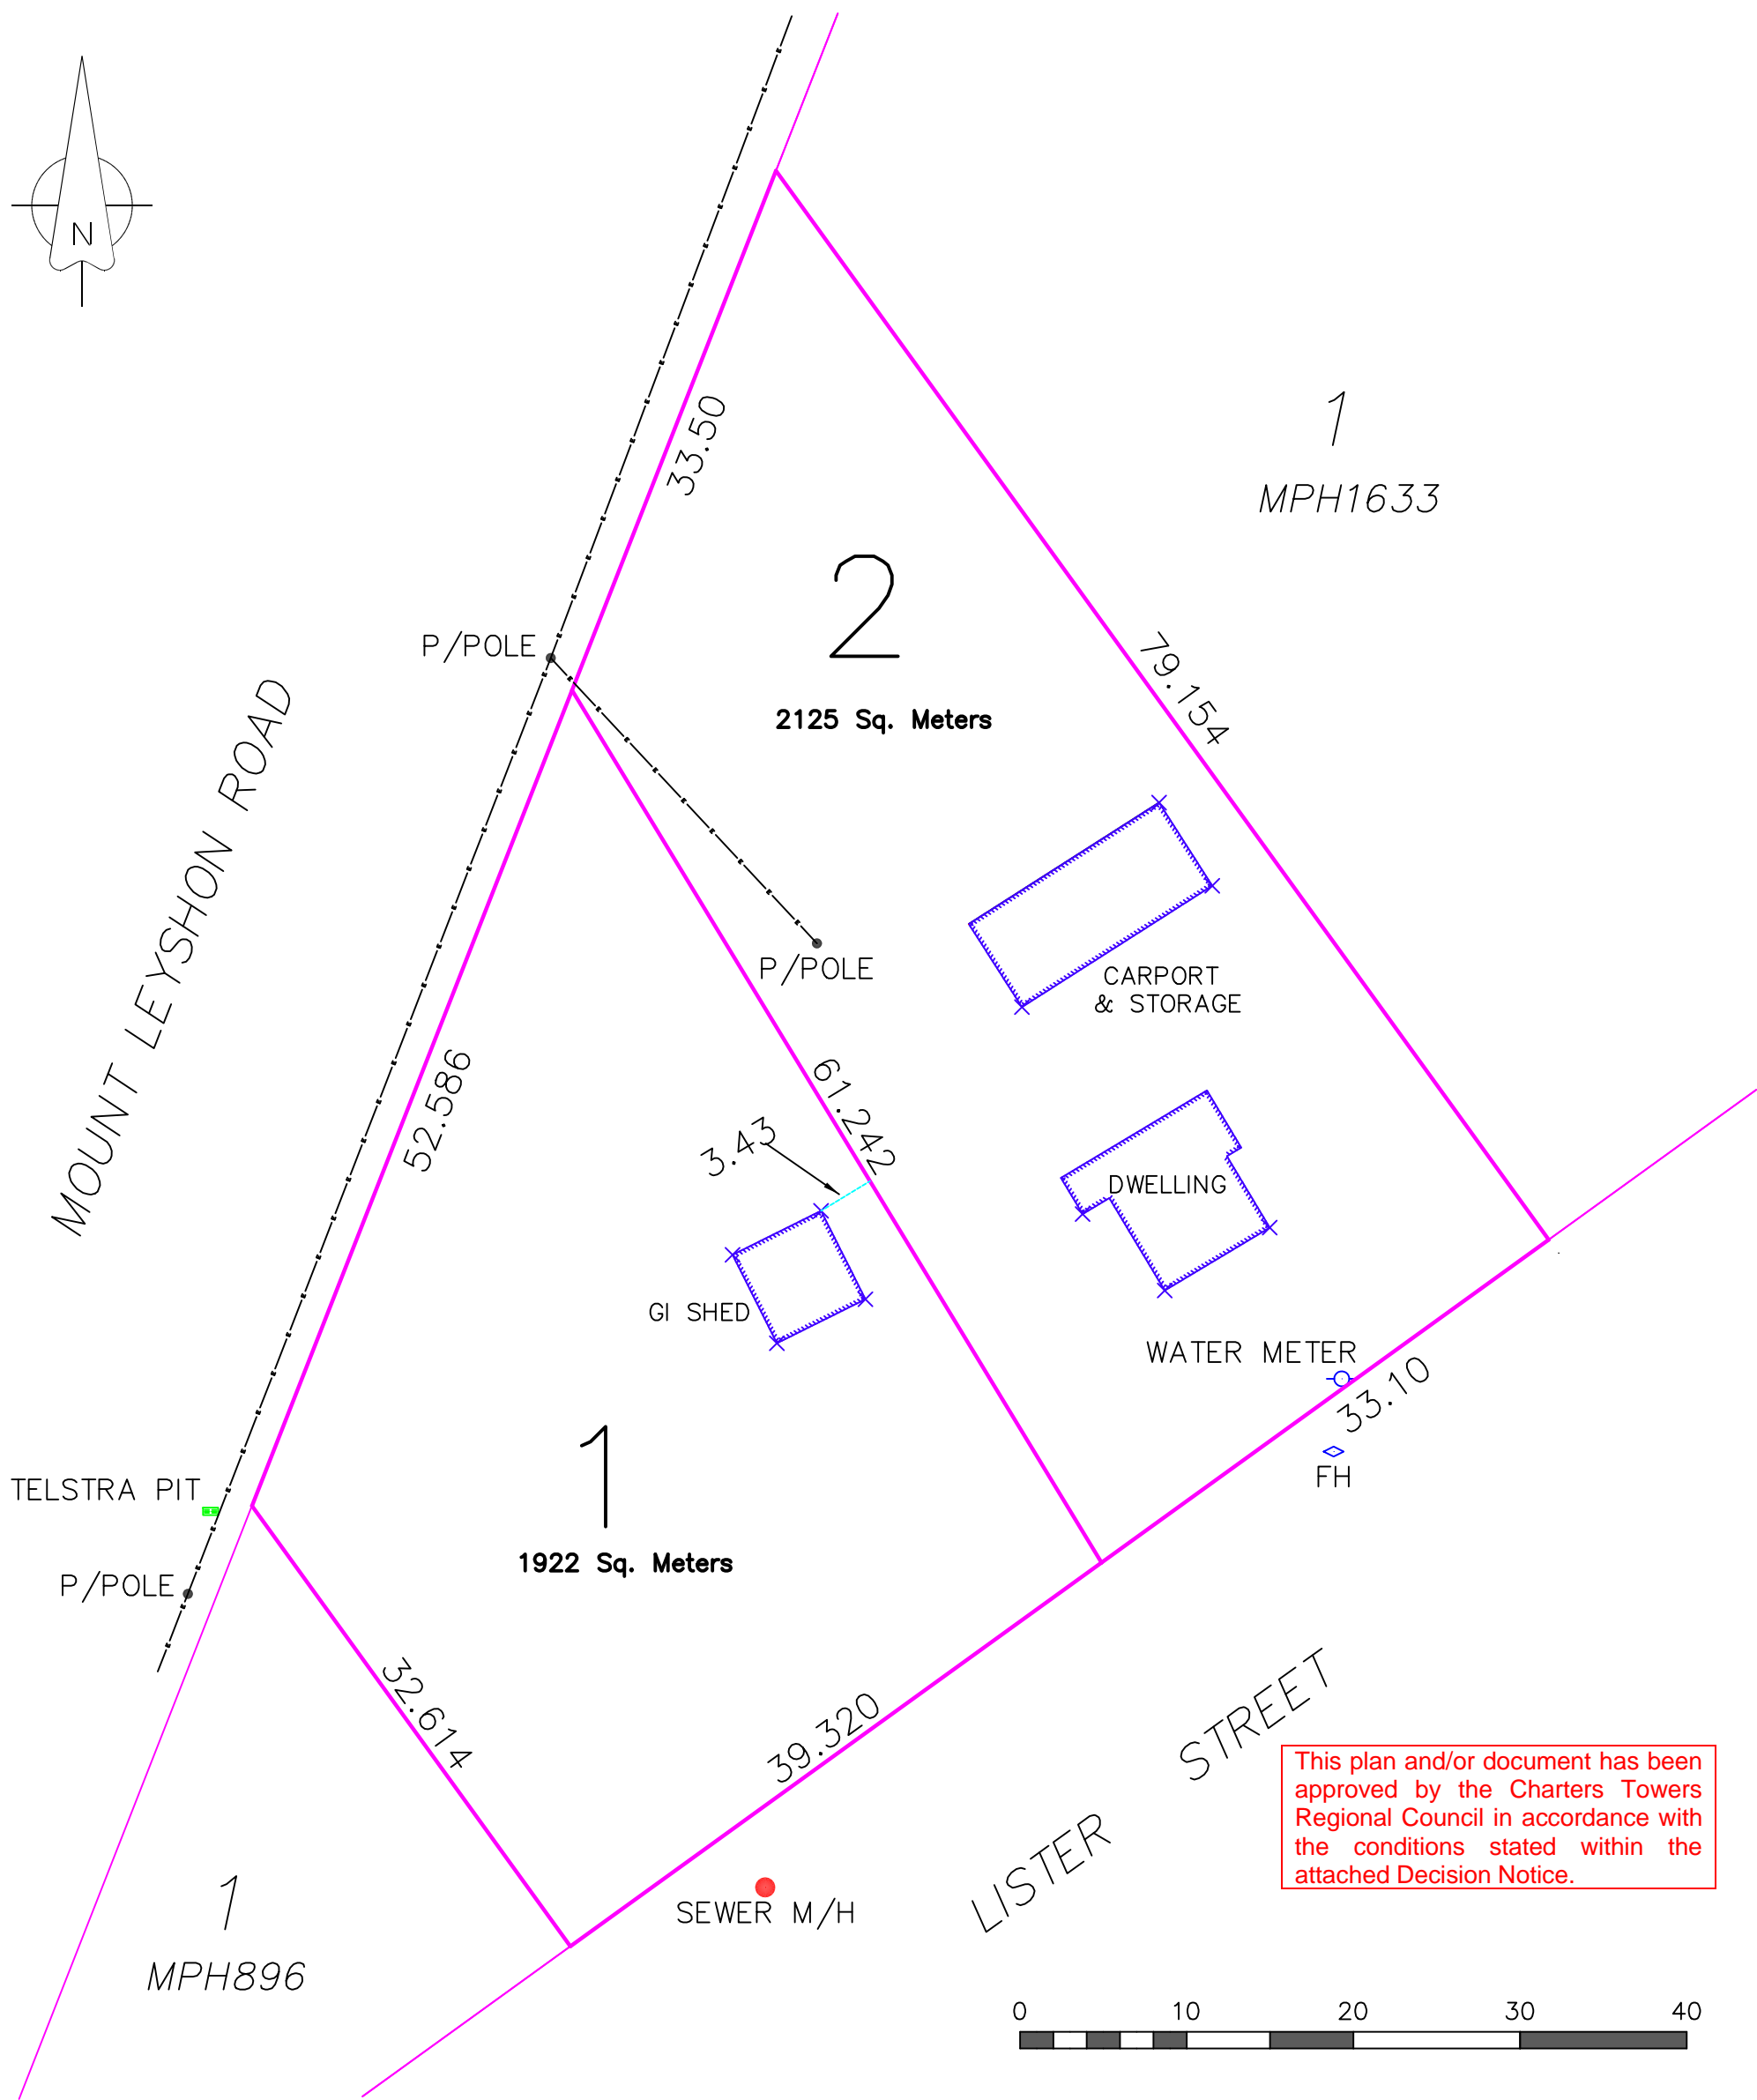 N
33.50
1
MPH1633
2
2125 Sq. Meters
P/POLE
79.154
MOUNT LEYSHON ROAD
P/POLE
CARPORT
& STORAGE
52.586
61.242
3.43
DWELLING
GI SHED
WATER METER
33.10
FH
1
1922 Sq. Meters
TELSTRA PIT
P/POLE
32.614
39.320
LISTER STREET
SEWER M/H
1
MPH896
This plan and/or document has been
approved by the Charters Towers
Regional Council in accordance with
the conditions stated within the
attached Decision Notice.
0 10 20 30 40